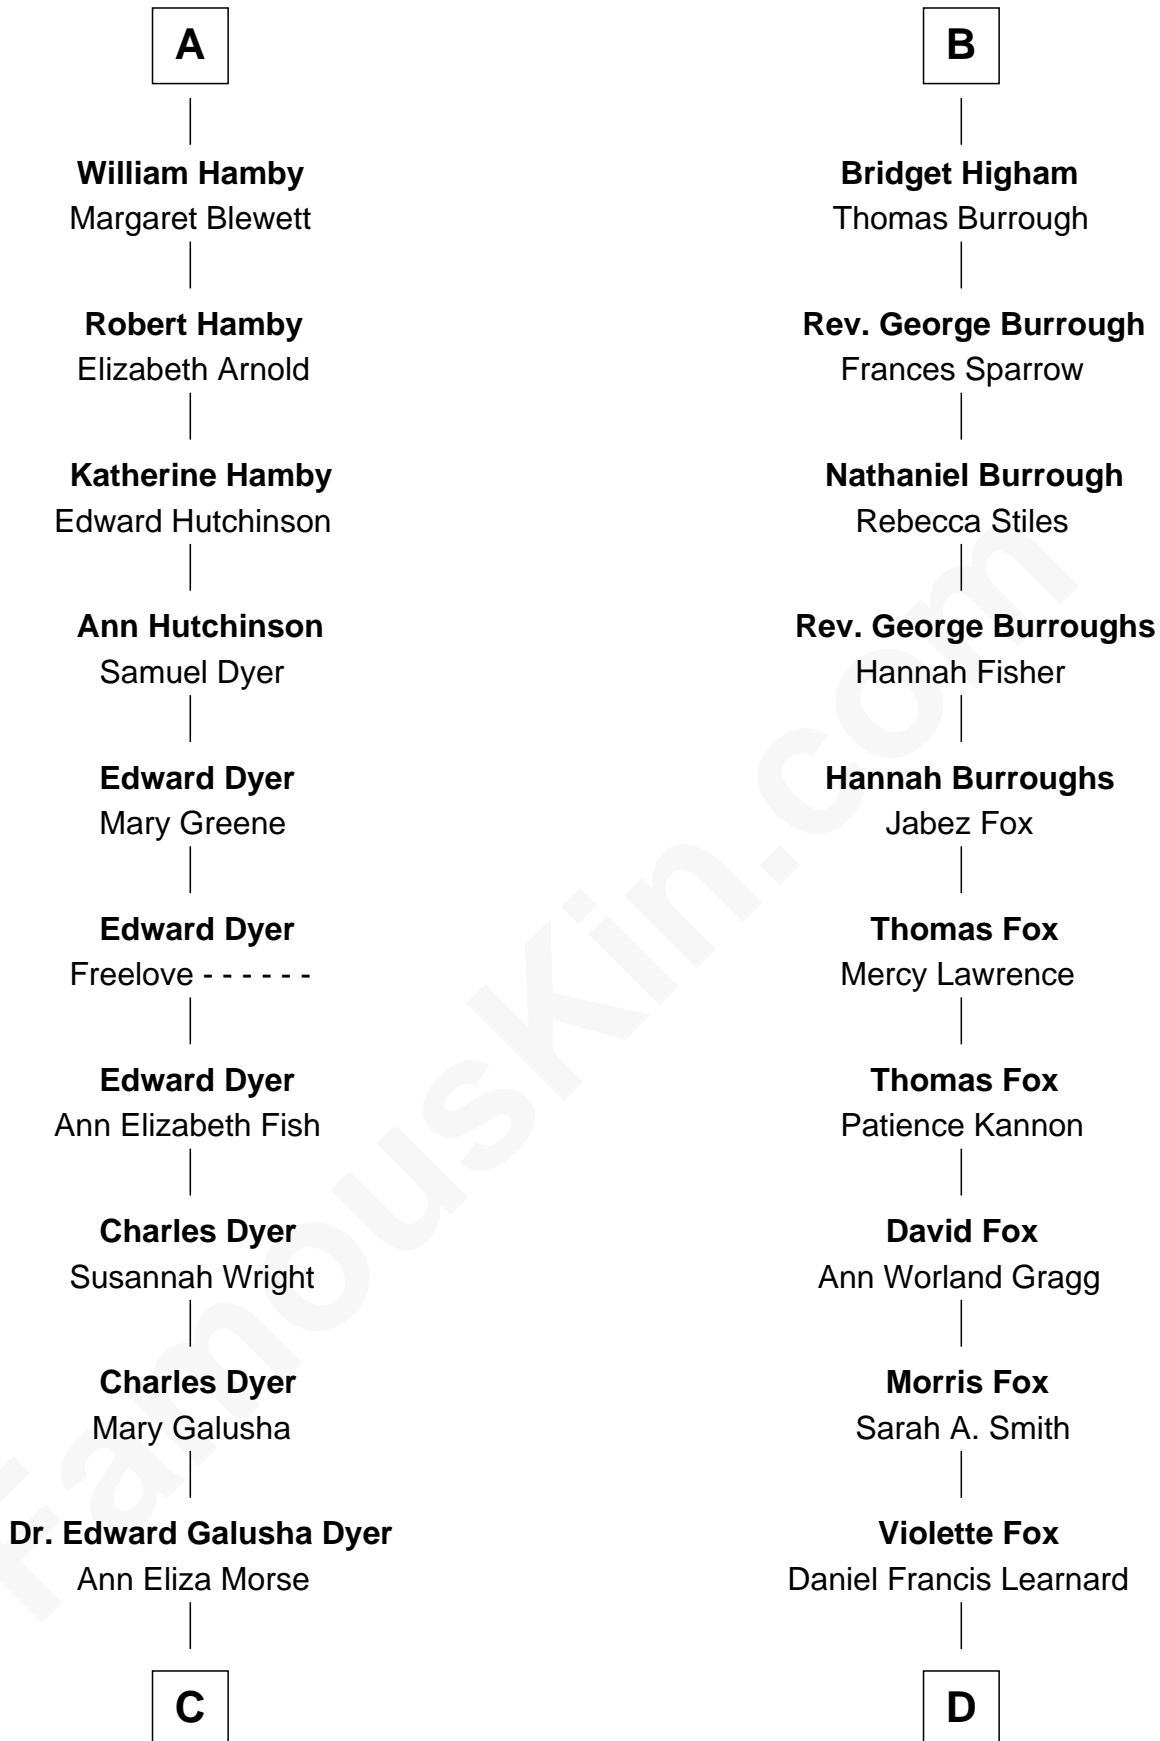 A
William Hamby
Margaret Blewett
Robert Hamby
Elizabeth Arnold
Katherine Hamby
Edward Hutchinson
Ann Hutchinson
Samuel Dyer
Edward Dyer
Mary Greene
Edward Dyer
Freelove - - - - - -
Edward Dyer
Ann Elizabeth Fish
Charles Dyer
Susannah Wright
Charles Dyer
Mary Galusha
Dr. Edward Galusha Dyer
Ann Eliza Morse
C
B
Bridget Higham
Thomas Burrough
Rev. George Burrough
Frances Sparrow
Nathaniel Burrough
Rebecca Stiles
Rev. George Burroughs
Hannah Fisher
Hannah Burroughs
Jabez Fox
Thomas Fox
Mercy Lawrence
Thomas Fox
Patience Kannon
David Fox
Ann Worland Gragg
Morris Fox
Sarah A. Smith
Violette Fox
Daniel Francis Learnard
D
FamousKin.com